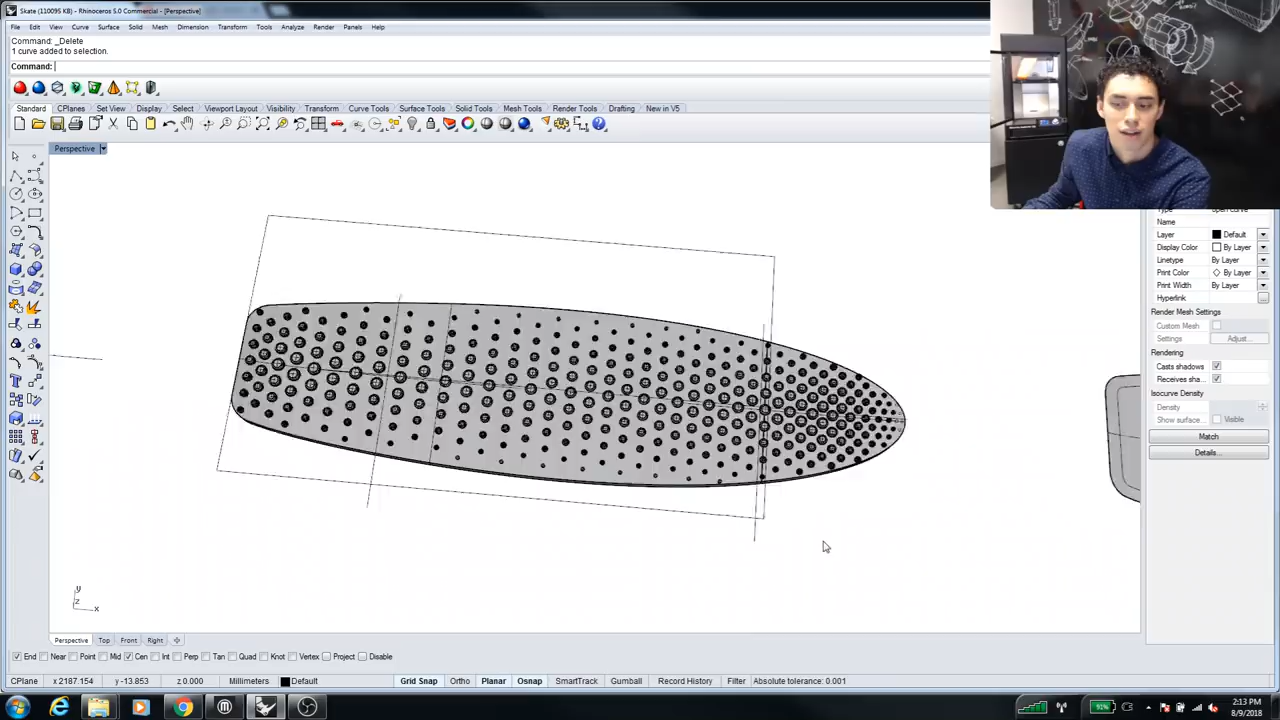 Skate (110095 KB) - Rhinoceros 5.0 Commercial - [Perspective]
File Edit View Curve Surface Solid Mesh Dimension Transform Tools Analyze Render Panels Help
Command: _Delete
1 curve added to selection.
Command:
Standard CPlanes Set View Display Select Viewport Layout Visibility Transform Curve Tools Surface Tools Solid Tools Mesh Tools Render Tools Drafting New in V5
Perspective
Name
Layer Default
Display Color By Layer
Linetype By Layer
Print Color By Layer
Print Width By Layer
Hyperlink ...
Render Mesh Settings
Custom Mesh
Settings Adjust...
Rendering
Casts shadows
Receives sha...
Isocurve Density
Density
Show surface... Visible
Match
Details...
y
z x
Perspective Top Front Right
End Near Point Mid Cen Int Perp Tan Quad Knot Vertex Project Disable
CPlane x 2187.154 y -13.853 z 0.000 Millimeters Default Grid Snap Ortho Planar Osnap SmartTrack Gumball Record History Filter Absolute tolerance: 0.001
91% 2:13 PM
8/9/2018